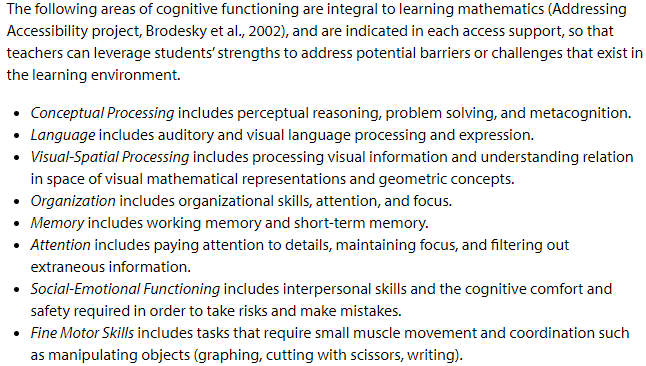 The following areas of cognitive functioning are integral to learning mathematics (Addressing
Accessibility project, Brodesky et al., 2002), and are indicated in each access support, so that
teachers can leverage students’ strengths to address potential barriers or challenges that exist in
the learning environment.
• Conceptual Processing includes perceptual reasoning, problem solving, and metacognition.
• Language includes auditory and visual language processing and expression.
• Visual-Spatial Processing includes processing visual information and understanding relation
in space of visual mathematical representations and geometric concepts.
• Organization includes organizational skills, attention, and focus.
• Memory includes working memory and short-term memory.
• Attention includes paying attention to details, maintaining focus, and filtering out
extraneous information.
• Social-Emotional Functioning includes interpersonal skills and the cognitive comfort and
safety required in order to take risks and make mistakes.
• Fine Motor Skills includes tasks that require small muscle movement and coordination such
as manipulating objects (graphing, cutting with scissors, writing).